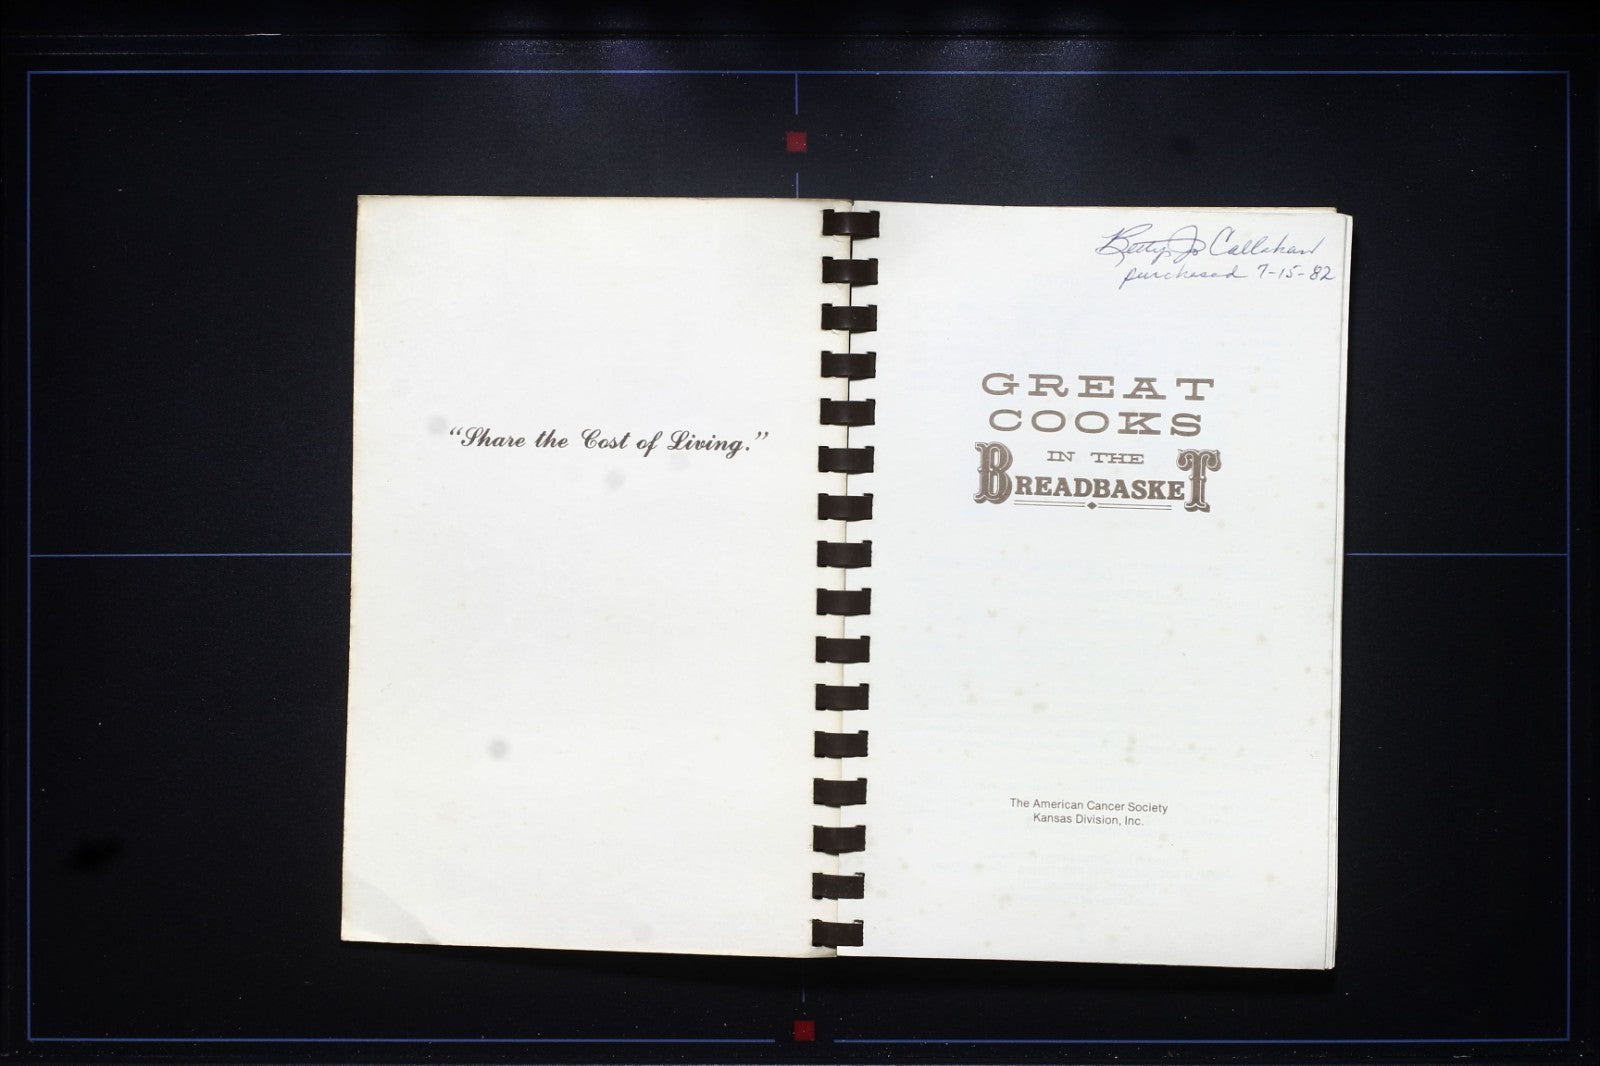 “Share the Cost of Living.”
Betty Jo Callahan
purchased 7-15-82
GREAT
COOKS
IN THE
BREADBASKET
The American Cancer Society
Kansas Division, Inc.